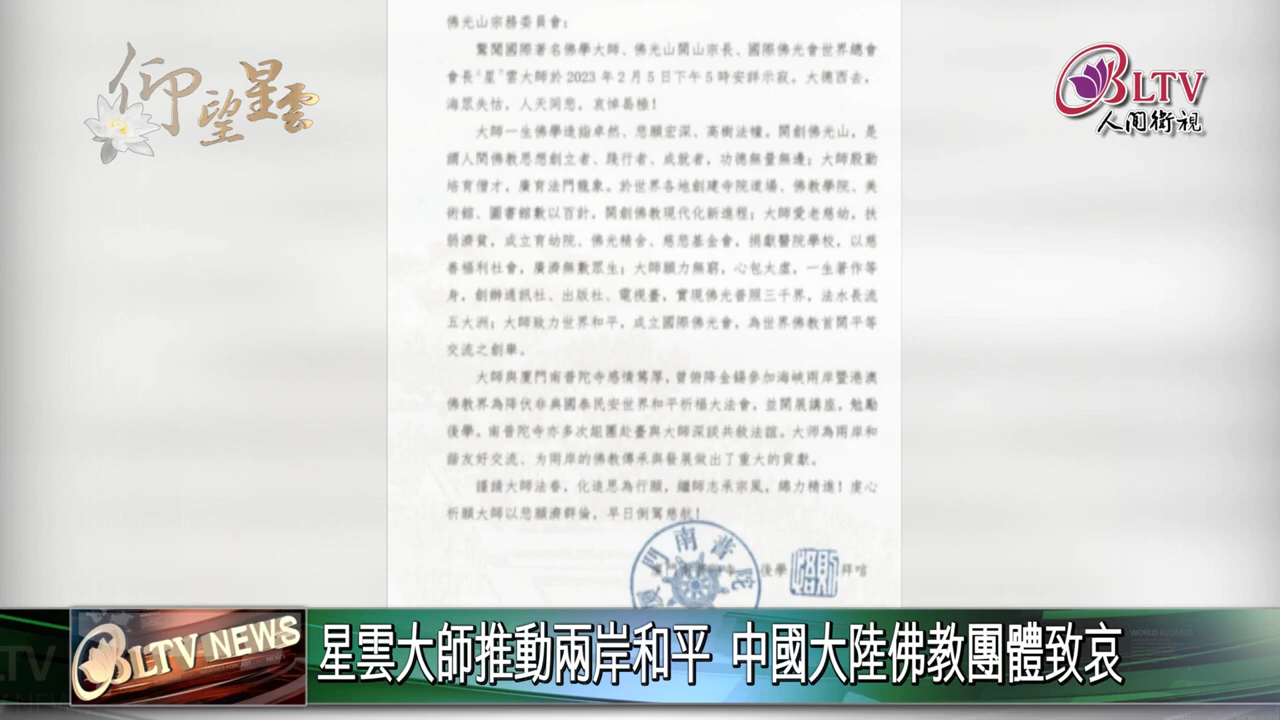 佛光山宗務委員會：
驚聞國際著名佛學大師、佛光山開山宗長、國際佛光會世界總會
會長上星下雲大師於2023年2月5日下午5時安詳示寂。大德西去，
海眾失怙，人天同悲，哀悼曷極！
大師一生佛學造詣卓然、悲願宏深、高樹法幢。開創佛光山，是
謂人間佛教思想創立者、踐行者、成就者，功德無量無邊；大師殷勤
培育僧才，廣育法門龍象。於世界各地創建寺院道場、佛教學院、美
術館、圖書館數以百計，開創佛教現代化新進程；大師愛老慈幼，扶
弱濟貧，成立育幼院、佛光精舍、慈悲基金會，捐獻醫院學校，以慈
善福利社會，廣濟無數眾生；大師願力無窮，心包太虛，一生著作等
身，創辦通訊社、出版社、電視臺，實現佛光普照三千界，法水長流
五大洲；大師致力世界和平，成立國際佛光會，為世界佛教首開平等
交流之創舉。
大師與廈門南普陀寺感情篤厚，曾俯降金錫參加海峽兩岸暨港澳
佛教界為降伏非典國泰民安世界和平祈福大法會，並開展講座，勉勵
後學。南普陀寺亦多次組團赴臺與大師深談共敘法誼。大师為兩岸和
諧友好交流、为兩岸的佛教傳承與發展做出了重大的貢獻。
謹請大師法眷，化追思為行願，繼師志承宗風，總力精進！虔心
祈願大師以悲願濟群倫，早日倒駕慈航！
後學 拜唁
廈門南普陀
仰望星雲
BLTV
人間衛視
BLTV NEWS
星雲大師推動兩岸和平 中國大陸佛教團體致哀